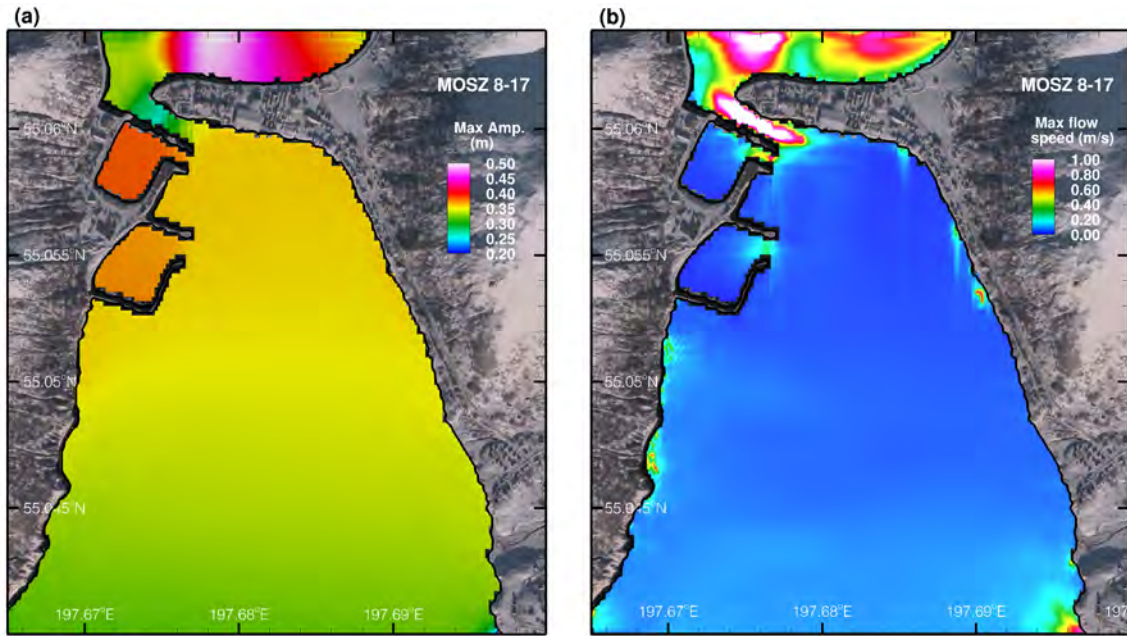 (a)
MOSZ 8-17
Max Amp.
(m)
0.50
0.45
0.40
0.35
0.30
0.25
0.20
55.06°N
55.055°N
55.05°N
55.045°N
197.67°E
197.68°E
197.69°E
(b)
MOSZ 8-17
Max flow
speed (m/s)
1.00
0.80
0.60
0.40
0.20
0.00
55.06°N
55.055°N
55.05°N
55.045°N
197.67°E
197.68°E
197.69°E